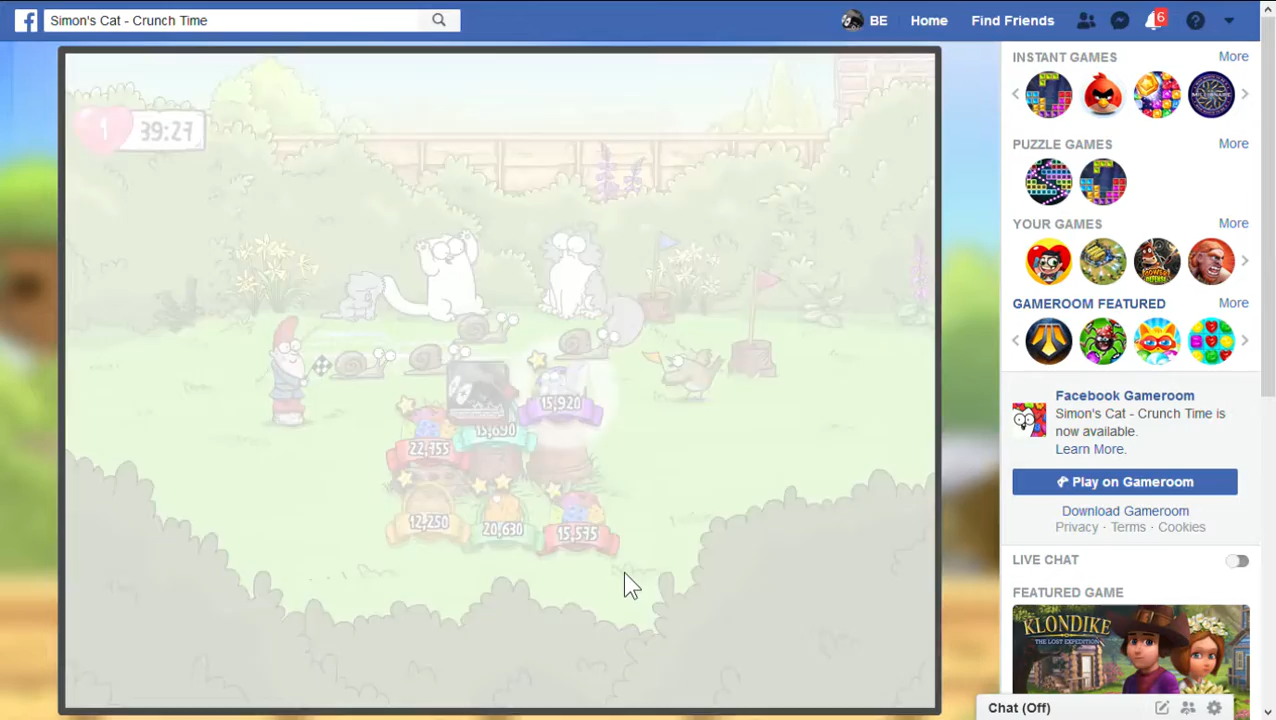 Simon's Cat - Crunch Time
BE
Home
Find Friends
6
1
39:27
15,920
15,690
22,755
12,250
20,630
15,575
INSTANT GAMES
More
MILLIONAIRE
PUZZLE GAMES
More
YOUR GAMES
More
GAMEROOM FEATURED
More
Facebook Gameroom
Simon's Cat - Crunch Time is
now available.
Learn More.
Play on Gameroom
Download Gameroom
Privacy · Terms · Cookies
LIVE CHAT
FEATURED GAME
KLONDIKE
THE LOST EXPEDITION
Chat (Off)